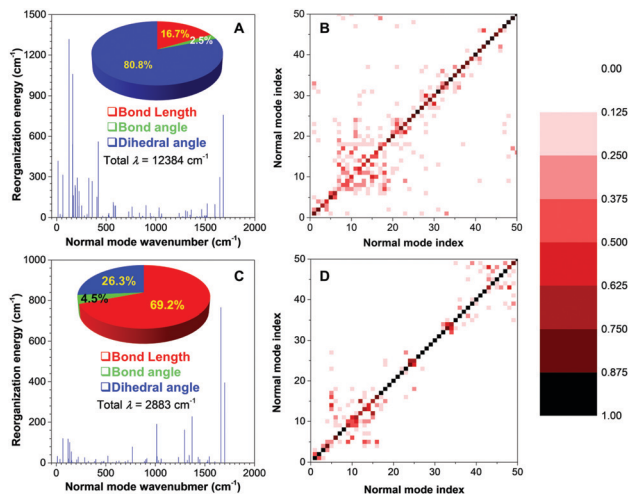 A
1500
1200
900
600
300
0
Reorganization energy (cm⁻¹)
16.7%
2.5%
80.8%
Bond Length
Bond angle
Dihedral angle
Total λ = 12384 cm⁻¹
0 500 1000 1500 2000
Normal mode wavenumber (cm⁻¹)
B
50
40
30
20
10
0
Normal mode index
0 10 20 30 40 50
Normal mode index
C
1000
800
600
400
200
0
Reorganization energy (cm⁻¹)
26.3%
4.5%
69.2%
Bond Length
Bond angle
Dihedral angle
Total λ = 2883 cm⁻¹
0 500 1000 1500 2000
Normal mode wavenubmer (cm⁻¹)
D
50
40
30
20
10
0
Normal mode index
0 10 20 30 40 50
Normal mode index
0.00
0.125
0.250
0.375
0.500
0.625
0.750
0.875
1.00